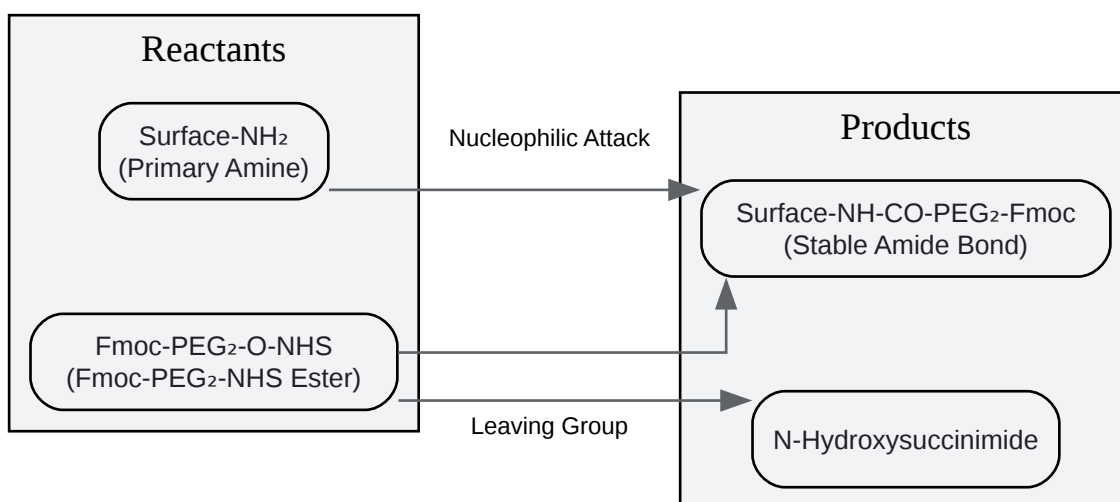 Reactants
Surface-NH₂
(Primary Amine)
Fmoc-PEG₂-O-NHS
(Fmoc-PEG₂-NHS Ester)
Nucleophilic Attack
Leaving Group
Products
Surface-NH-CO-PEG₂-Fmoc
(Stable Amide Bond)
N-Hydroxysuccinimide